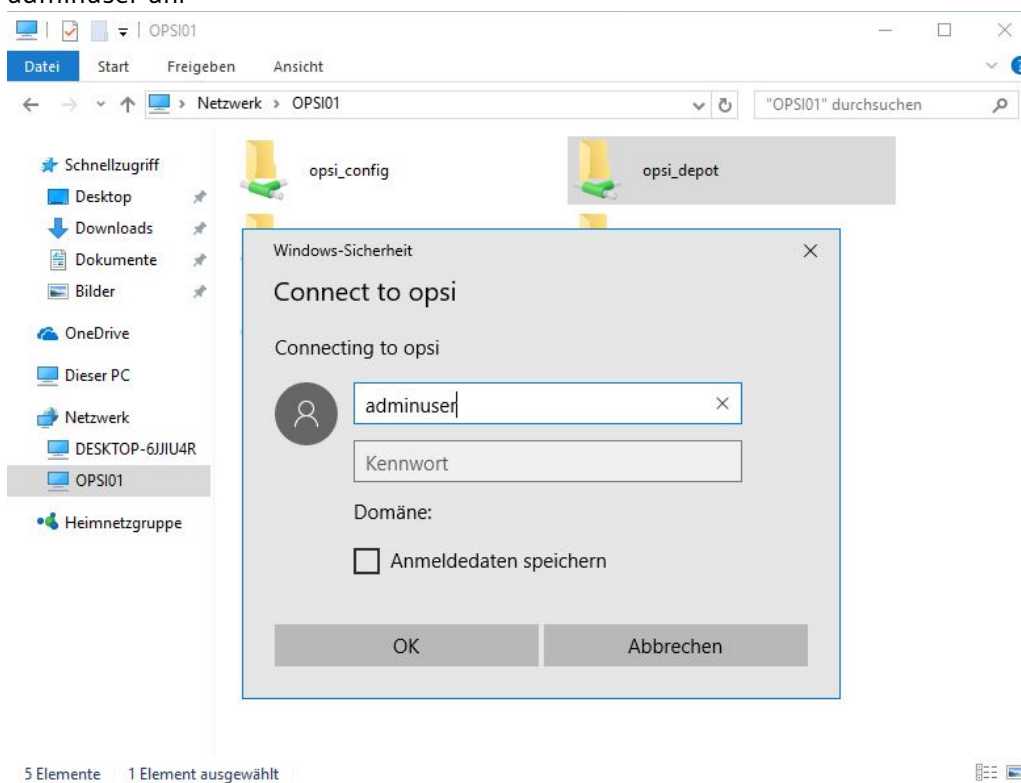 OPSI01
Datei Start Freigeben Ansicht
Netzwerk OPSI01 "OPSI01" durchsuchen
Schnellzugriff
Desktop
Downloads
Dokumente
Bilder
OneDrive
Dieser PC
Netzwerk
DESKTOP-6JJIU4R
OPSI01
Heimnetzgruppe
opsi_config opsi_depot
Windows-Sicherheit
Connect to opsi
Connecting to opsi
adminuser
Kennwort
Domäne:
Anmeldedaten speichern
OK Abbrechen
5 Elemente 1 Element ausgewählt